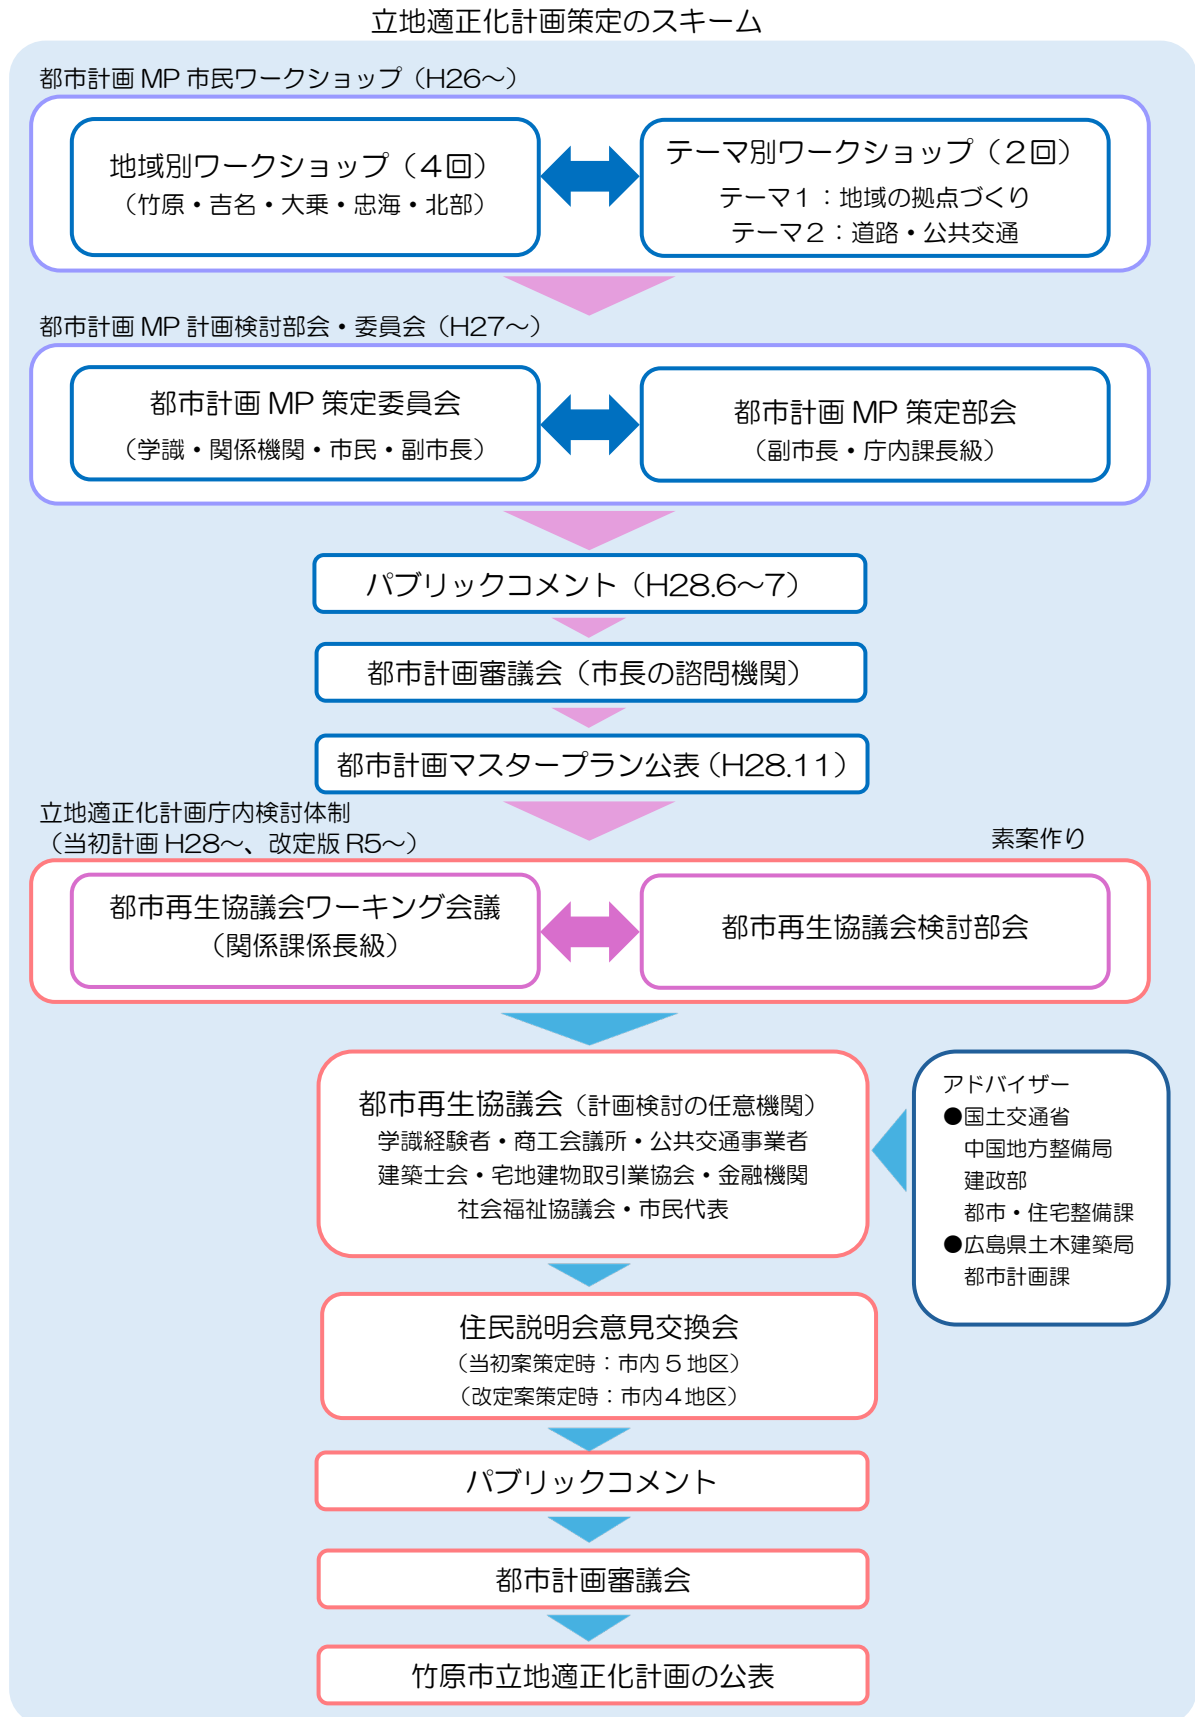 立地適正化計画策定のスキーム
都市計画 MP 市民ワークショップ（H26～）
地域別ワークショップ（４回）
（竹原・吉名・大乗・忠海・北部）
テーマ別ワークショップ（２回）
テーマ１：地域の拠点づくり
テーマ２：道路・公共交通
都市計画 MP 計画検討部会・委員会（H27～）
都市計画 MP 策定委員会
（学識・関係機関・市民・副市長）
都市計画 MP 策定部会
（副市長・庁内課長級）
パブリックコメント（H28.6～7）
都市計画審議会（市長の諮問機関）
都市計画マスタープラン公表（H28.11）
立地適正化計画庁内検討体制
（当初計画 H28～、改定版 R5～）
素案作り
都市再生協議会ワーキング会議
（関係課係長級）
都市再生協議会検討部会
都市再生協議会（計画検討の任意機関）
学識経験者・商工会議所・公共交通事業者
建築士会・宅地建物取引業協会・金融機関
社会福祉協議会・市民代表
アドバイザー
●国土交通省
中国地方整備局
建政部
都市・住宅整備課
●広島県土木建築局
都市計画課
住民説明会意見交換会
（当初案策定時：市内 5 地区）
（改定案策定時：市内４地区）
パブリックコメント
都市計画審議会
竹原市立地適正化計画の公表